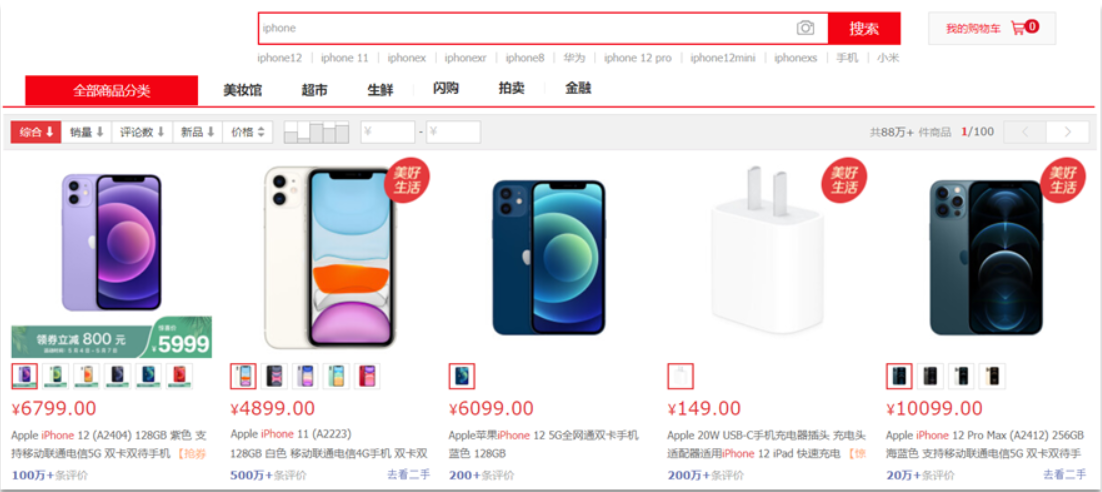 iphone
搜索
我的购物车
0
iphone12 | iphone 11 | iphonex | iphonexr | iphone8 | 华为 | iphone 12 pro | iphone12mini | iphonexs | 手机 | 小米
全部商品分类
美妆馆
超市
生鲜
闪购
拍卖
金融
综合
销量
评论数
新品
价格
¥ - ¥
共88万+ 件商品 1/100
< >
美好
生活
美好
生活
美好
生活
领券立减 800 元
¥5999
¥6799.00
Apple iPhone 12 (A2404) 128GB 紫色 支
持移动联通电信5G 双卡双待手机 【抢券
100万+条评价
¥4899.00
Apple iPhone 11 (A2223)
128GB 白色 移动联通电信4G手机 双卡双
500万+条评价
去看二手
¥6099.00
Apple苹果iPhone 12 5G全网通双卡手机
蓝色 128GB
200+条评价
¥149.00
Apple 20W USB-C手机充电器插头 充电头
适配器适用iPhone 12 iPad 快速充电 【惊
200万+条评价
¥10099.00
Apple iPhone 12 Pro Max (A2412) 256GB
海蓝色 支持移动联通电信5G 双卡双待手
20万+条评价
去看二手